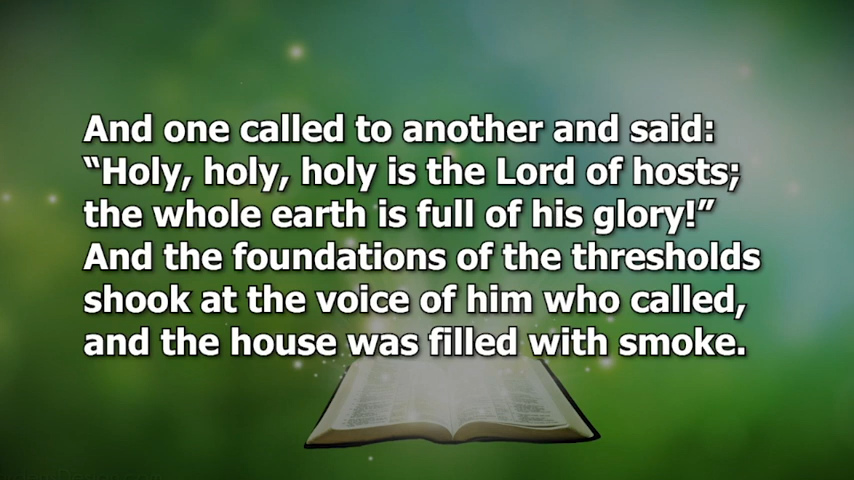 And one called to another and said:
“Holy, holy, holy is the Lord of hosts;
the whole earth is full of his glory!”
And the foundations of the thresholds
shook at the voice of him who called,
and the house was filled with smoke.